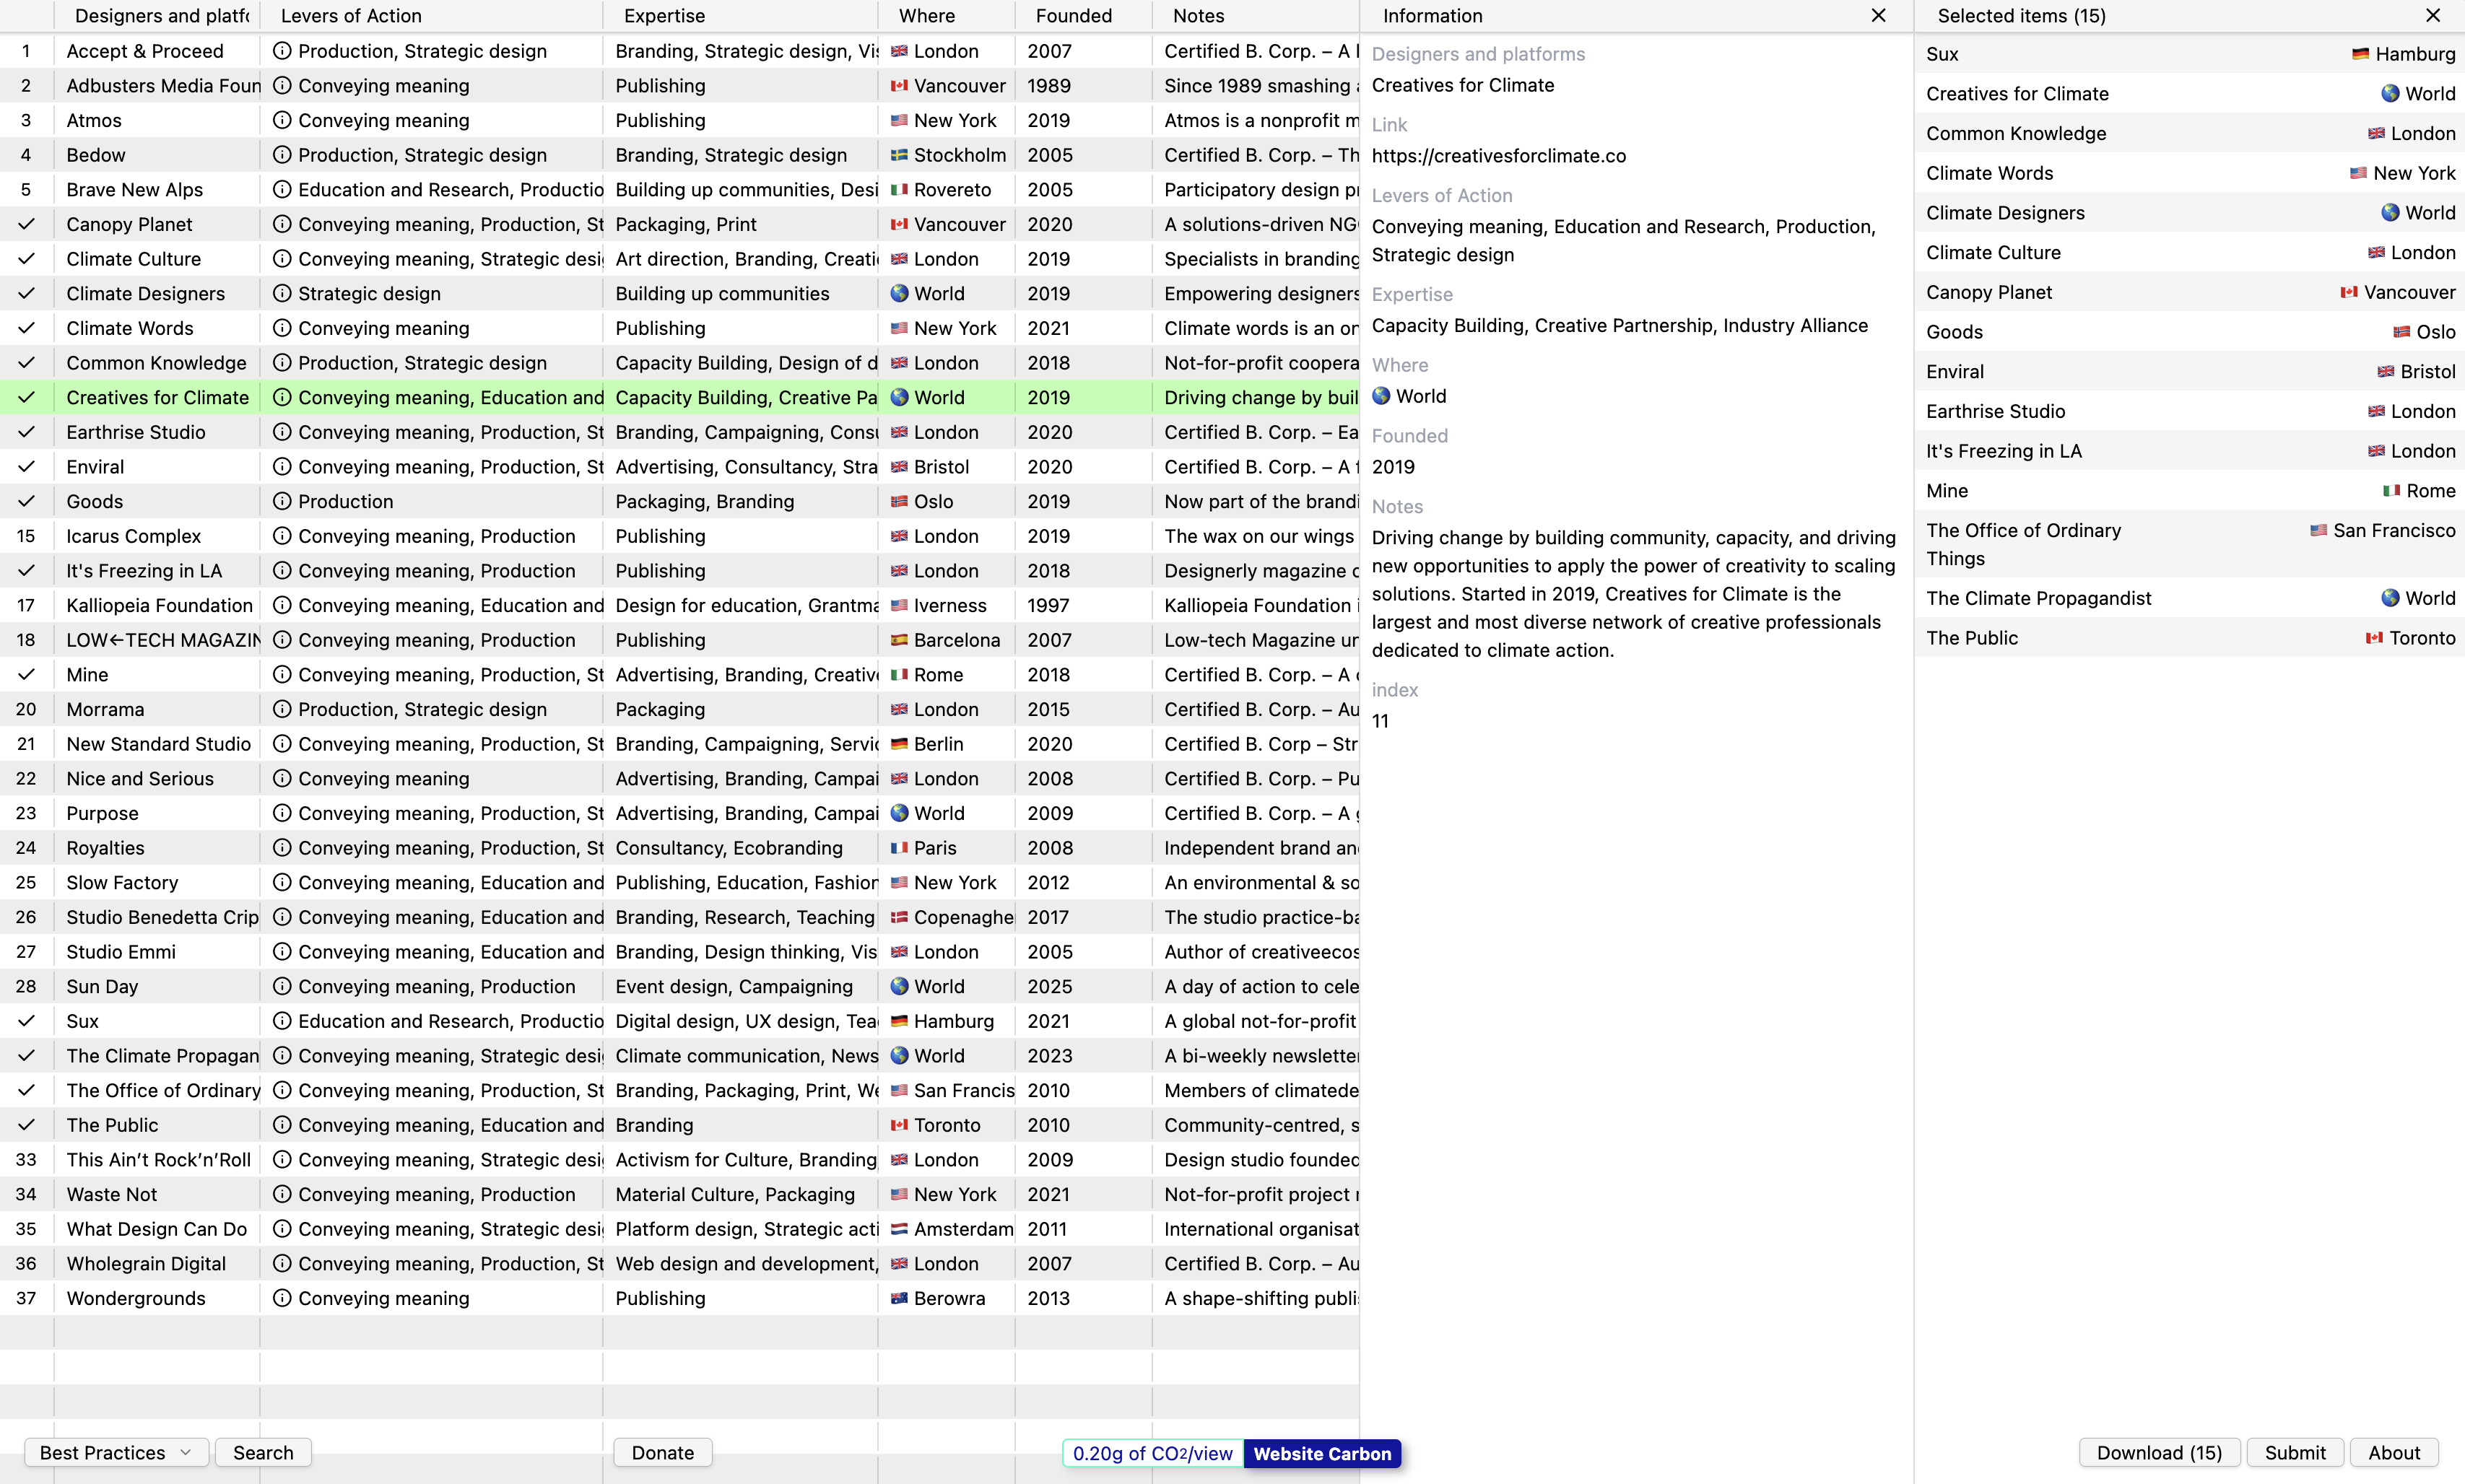 Designers and platfo
Levers of Action
Expertise
Where
Founded
Notes
1 Accept & Proceed Production, Strategic design Branding, Strategic design, Vis London 2007 Certified B. Corp. – A l
2 Adbusters Media Foun Conveying meaning Publishing Vancouver 1989 Since 1989 smashing a
3 Atmos Conveying meaning Publishing New York 2019 Atmos is a nonprofit m
4 Bedow Production, Strategic design Branding, Strategic design Stockholm 2005 Certified B. Corp. – Th
5 Brave New Alps Education and Research, Productio Building up communities, Desi Rovereto 2005 Participatory design pr
Canopy Planet Conveying meaning, Production, St Packaging, Print Vancouver 2020 A solutions-driven NG
Climate Culture Conveying meaning, Strategic desig Art direction, Branding, Creati London 2019 Specialists in branding
Climate Designers Strategic design Building up communities World 2019 Empowering designers
Climate Words Conveying meaning Publishing New York 2021 Climate words is an on
Common Knowledge Production, Strategic design Capacity Building, Design of d London 2018 Not-for-profit coopera
Creatives for Climate Conveying meaning, Education and Capacity Building, Creative Pa World 2019 Driving change by buil
Earthrise Studio Conveying meaning, Production, St Branding, Campaigning, Consu London 2020 Certified B. Corp. – Ea
Enviral Conveying meaning, Production, St Advertising, Consultancy, Stra Bristol 2020 Certified B. Corp. – A f
Goods Production Packaging, Branding Oslo 2019 Now part of the brandi
15 Icarus Complex Conveying meaning, Production Publishing London 2019 The wax on our wings
It's Freezing in LA Conveying meaning, Production Publishing London 2018 Designerly magazine o
17 Kalliopeia Foundation Conveying meaning, Education and Design for education, Grantma Iverness 1997 Kalliopeia Foundation i
18 LOW←TECH MAGAZIN Conveying meaning, Production Publishing Barcelona 2007 Low-tech Magazine un
Mine Conveying meaning, Production, St Advertising, Branding, Creative Rome 2018 Certified B. Corp. – A c
20 Morrama Production, Strategic design Packaging London 2015 Certified B. Corp. – Au
21 New Standard Studio Conveying meaning, Production, St Branding, Campaigning, Servic Berlin 2020 Certified B. Corp – Str
22 Nice and Serious Conveying meaning Advertising, Branding, Campai London 2008 Certified B. Corp. – Pu
23 Purpose Conveying meaning, Production, St Advertising, Branding, Campai World 2009 Certified B. Corp. – A g
24 Royalties Conveying meaning, Production, St Consultancy, Ecobranding Paris 2008 Independent brand and
25 Slow Factory Conveying meaning, Education and Publishing, Education, Fashion New York 2012 An environmental & so
26 Studio Benedetta Crip Conveying meaning, Education and Branding, Research, Teaching Copenaghe 2017 The studio practice-ba
27 Studio Emmi Conveying meaning, Education and Branding, Design thinking, Vis London 2005 Author of creativeecos
28 Sun Day Conveying meaning, Production Event design, Campaigning World 2025 A day of action to cele
Sux Education and Research, Productio Digital design, UX design, Tea Hamburg 2021 A global not-for-profit
The Climate Propagan Conveying meaning, Strategic desig Climate communication, News World 2023 A bi-weekly newsletter
The Office of Ordinary Conveying meaning, Production, St Branding, Packaging, Print, We San Francis 2010 Members of climatede
The Public Conveying meaning, Education and Branding Toronto 2010 Community-centred, s
33 This Ain’t Rock’n’Roll Conveying meaning, Strategic desig Activism for Culture, Branding London 2009 Design studio founded
34 Waste Not Conveying meaning, Production Material Culture, Packaging New York 2021 Not-for-profit project r
35 What Design Can Do Conveying meaning, Strategic desig Platform design, Strategic acti Amsterdam 2011 International organisat
36 Wholegrain Digital Conveying meaning, Production, St Web design and development, London 2007 Certified B. Corp. – Au
37 Wondergrounds Conveying meaning Publishing Berowra 2013 A shape-shifting publi
Best Practices
Search
Donate
0.20g of CO2/view
Website Carbon
Information
Designers and platforms
Creatives for Climate
Link
https://creativesforclimate.co
Levers of Action
Conveying meaning, Education and Research, Production,
Strategic design
Expertise
Capacity Building, Creative Partnership, Industry Alliance
Where
World
Founded
2019
Notes
Driving change by building community, capacity, and driving
new opportunities to apply the power of creativity to scaling
solutions. Started in 2019, Creatives for Climate is the
largest and most diverse network of creative professionals
dedicated to climate action.
index
11
Selected items (15)
Sux Hamburg
Creatives for Climate World
Common Knowledge London
Climate Words New York
Climate Designers World
Climate Culture London
Canopy Planet Vancouver
Goods Oslo
Enviral Bristol
Earthrise Studio London
It's Freezing in LA London
Mine Rome
The Office of Ordinary San Francisco
Things
The Climate Propagandist World
The Public Toronto
Download (15)
Submit
About